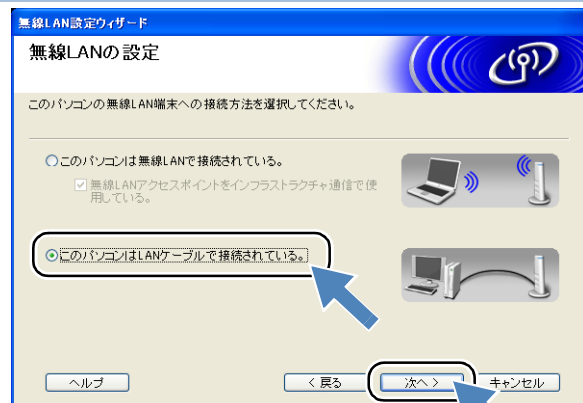 無線LAN設定ウィザード
無線LANの設定
このパソコンの無線LAN端末への接続方法を選択してください。
このパソコンは無線LANで接続されている。
無線LANアクセスポイントをインフラストラクチャ通信で使
用している。
このパソコンはLANケーブルで接続されている。
ヘルプ
< 戻る
次へ >
キャンセル